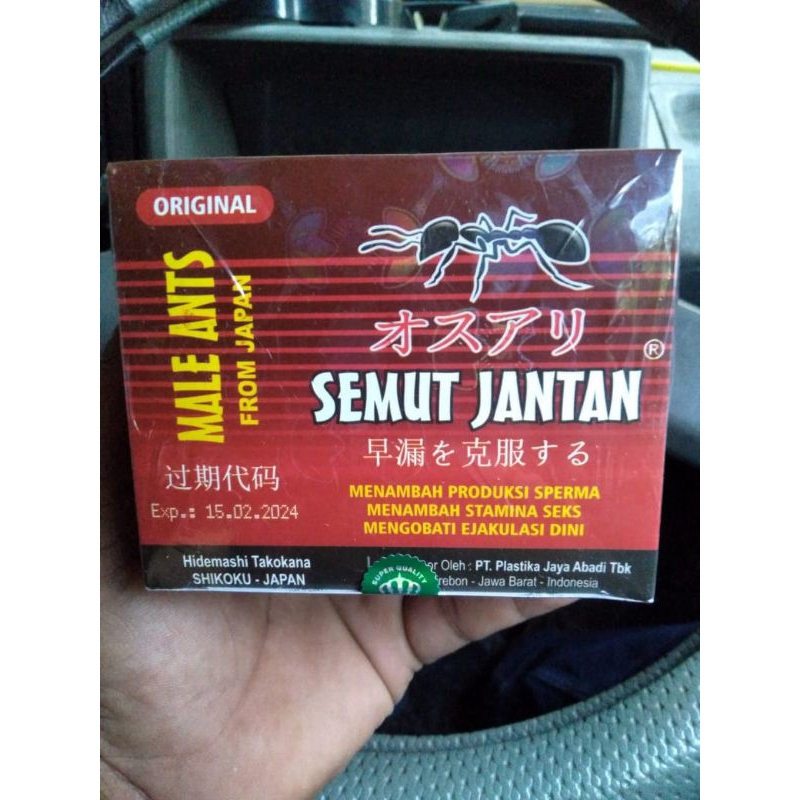 ORIGINAL
MALE ANTS
FROM JAPAN
オスアリ
®
SEMUT JANTAN
早漏を克服する
过期代码
Exp.: 15.02.2024
MENAMBAH PRODUKSI SPERMA
MENAMBAH STAMINA SEKS
MENGOBATI EJAKULASI DINI
Hidemashi Takokana
SHIKOKU - JAPAN
Oleh : PT. Plastika Jaya Abadi Tbk
- Jawa Barat - Indonesia
SUPER QUALITY